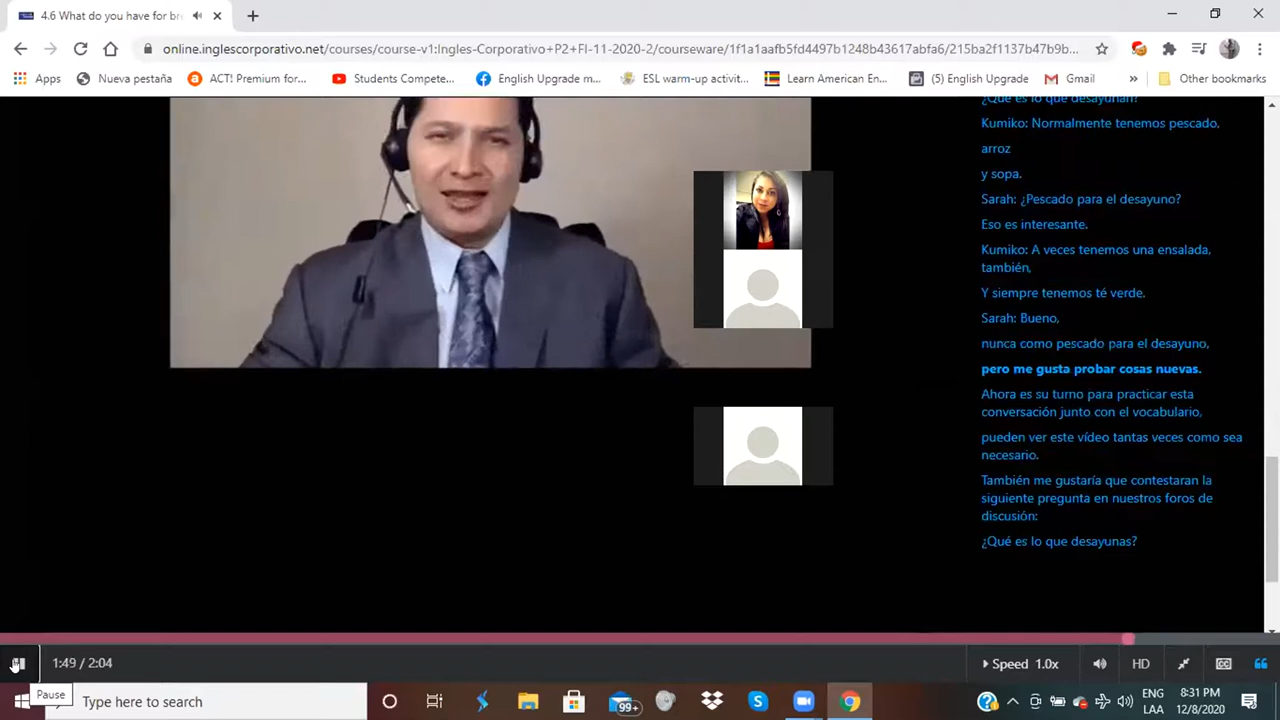 4.6 What do you have for bre
online.inglescorporativo.net/courses/course-v1:Ingles-Corporativo+P2+FI-11-2020-2/courseware/1f1a1aafb5fd4497b1248b43617abfa6/215ba2f1137b47b9b...
Apps Nueva pestaña ACT! Premium for... Students Compete... English Upgrade m... ESL warm-up activit... Learn American En... (5) English Upgrade Gmail » Other bookmarks
¿Qué es lo que desayunan?
Kumiko: Normalmente tenemos pescado,
arroz
y sopa.
Sarah: ¿Pescado para el desayuno?
Eso es interesante.
Kumiko: A veces tenemos una ensalada,
también,
Y siempre tenemos té verde.
Sarah: Bueno,
nunca como pescado para el desayuno,
pero me gusta probar cosas nuevas.
Ahora es su turno para practicar esta
conversación junto con el vocabulario,
pueden ver este vídeo tantas veces como sea
necesario.
También me gustaría que contestaran la
siguiente pregunta en nuestros foros de
discusión:
¿Qué es lo que desayunas?
1:49 / 2:04
Speed 1.0x HD
Pause
Type here to search
99+
ENG
LAA
8:31 PM
12/8/2020